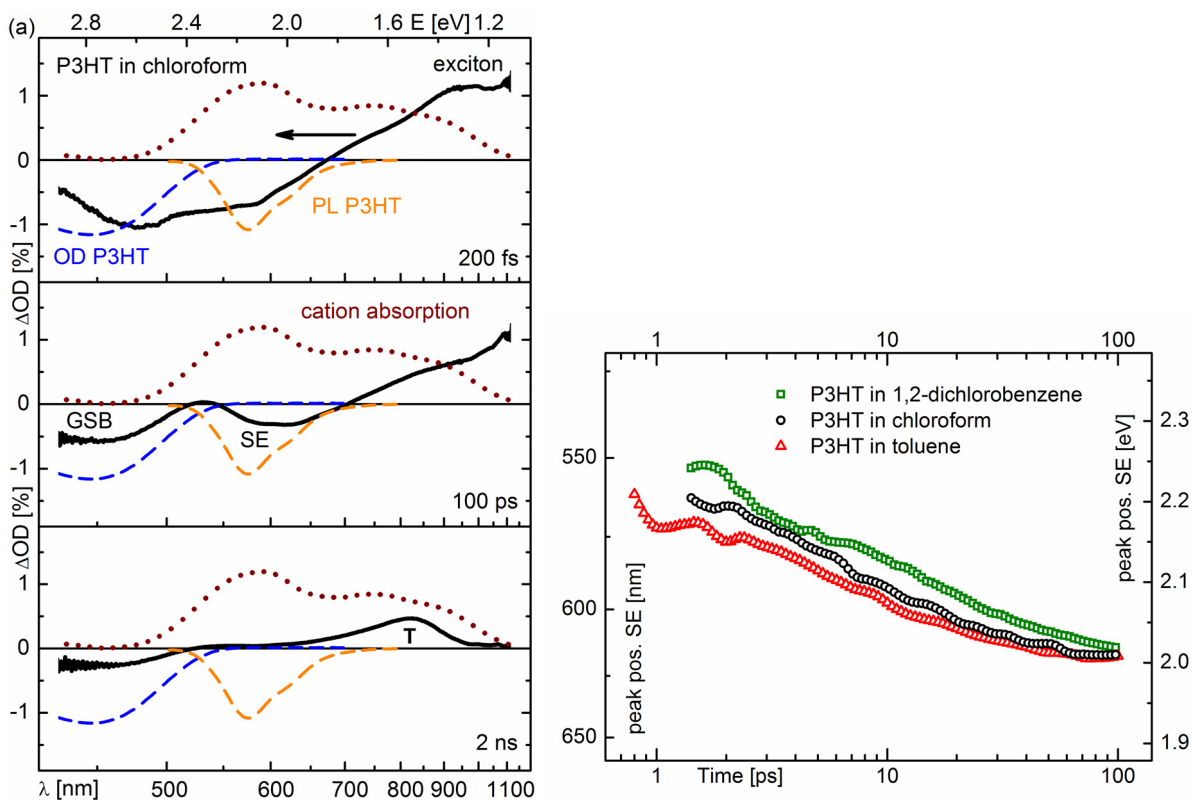 (a)
2.8 2.4 2.0 1.6 E [eV] 1.2
P3HT in chloroform
exciton
1
0
-1
PL P3HT
OD P3HT
200 fs
ΔOD [%]
cation absorption
1
0
-1
GSB
SE
100 ps
ΔOD [%]
1
0
-1
T
2 ns
λ [nm] 500 600 700 800 900 1100
1 10 100
P3HT in 1,2-dichlorobenzene
P3HT in chloroform
P3HT in toluene
550
600
650
peak pos. SE [nm]
2.3
2.2
2.1
2.0
1.9
peak pos. SE [eV]
1 Time [ps] 10 100